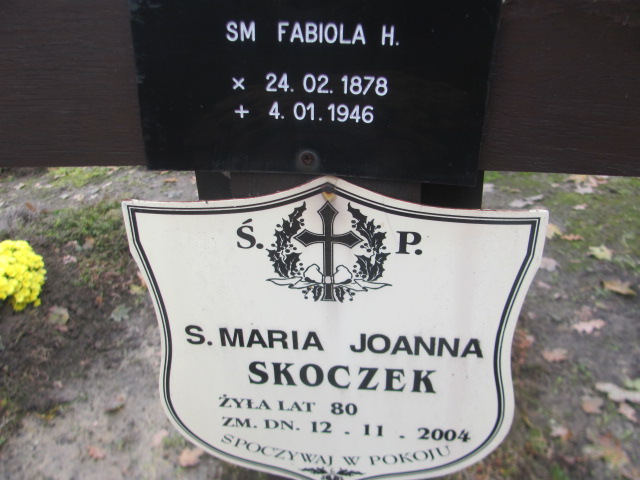 SM FABIOLA H.
× 24.02.1878
+ 4.01.1946
Ś. P.
S. MARIA JOANNA
SKOCZEK
ŻYŁA LAT 80
ZM. DN. 12 . 11 . 2004
SPOCZYWAJ W POKOJU